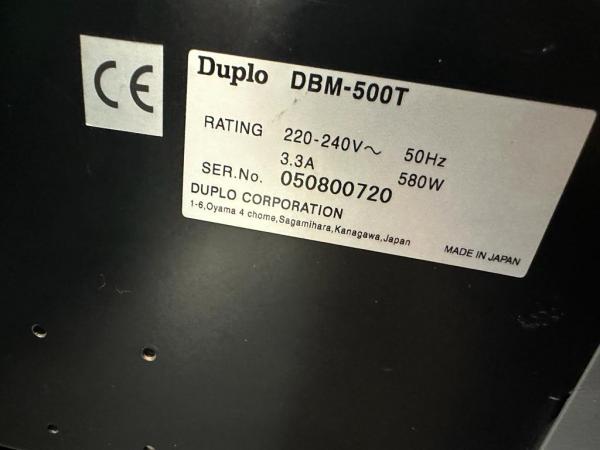 CE
Duplo DBM-500T
RATING 220-240V～ 50Hz
3.3A 580W
SER.No. 050800720
DUPLO CORPORATION
1-6,Oyama 4 chome,Sagamihara,Kanagawa,Japan
MADE IN JAPAN